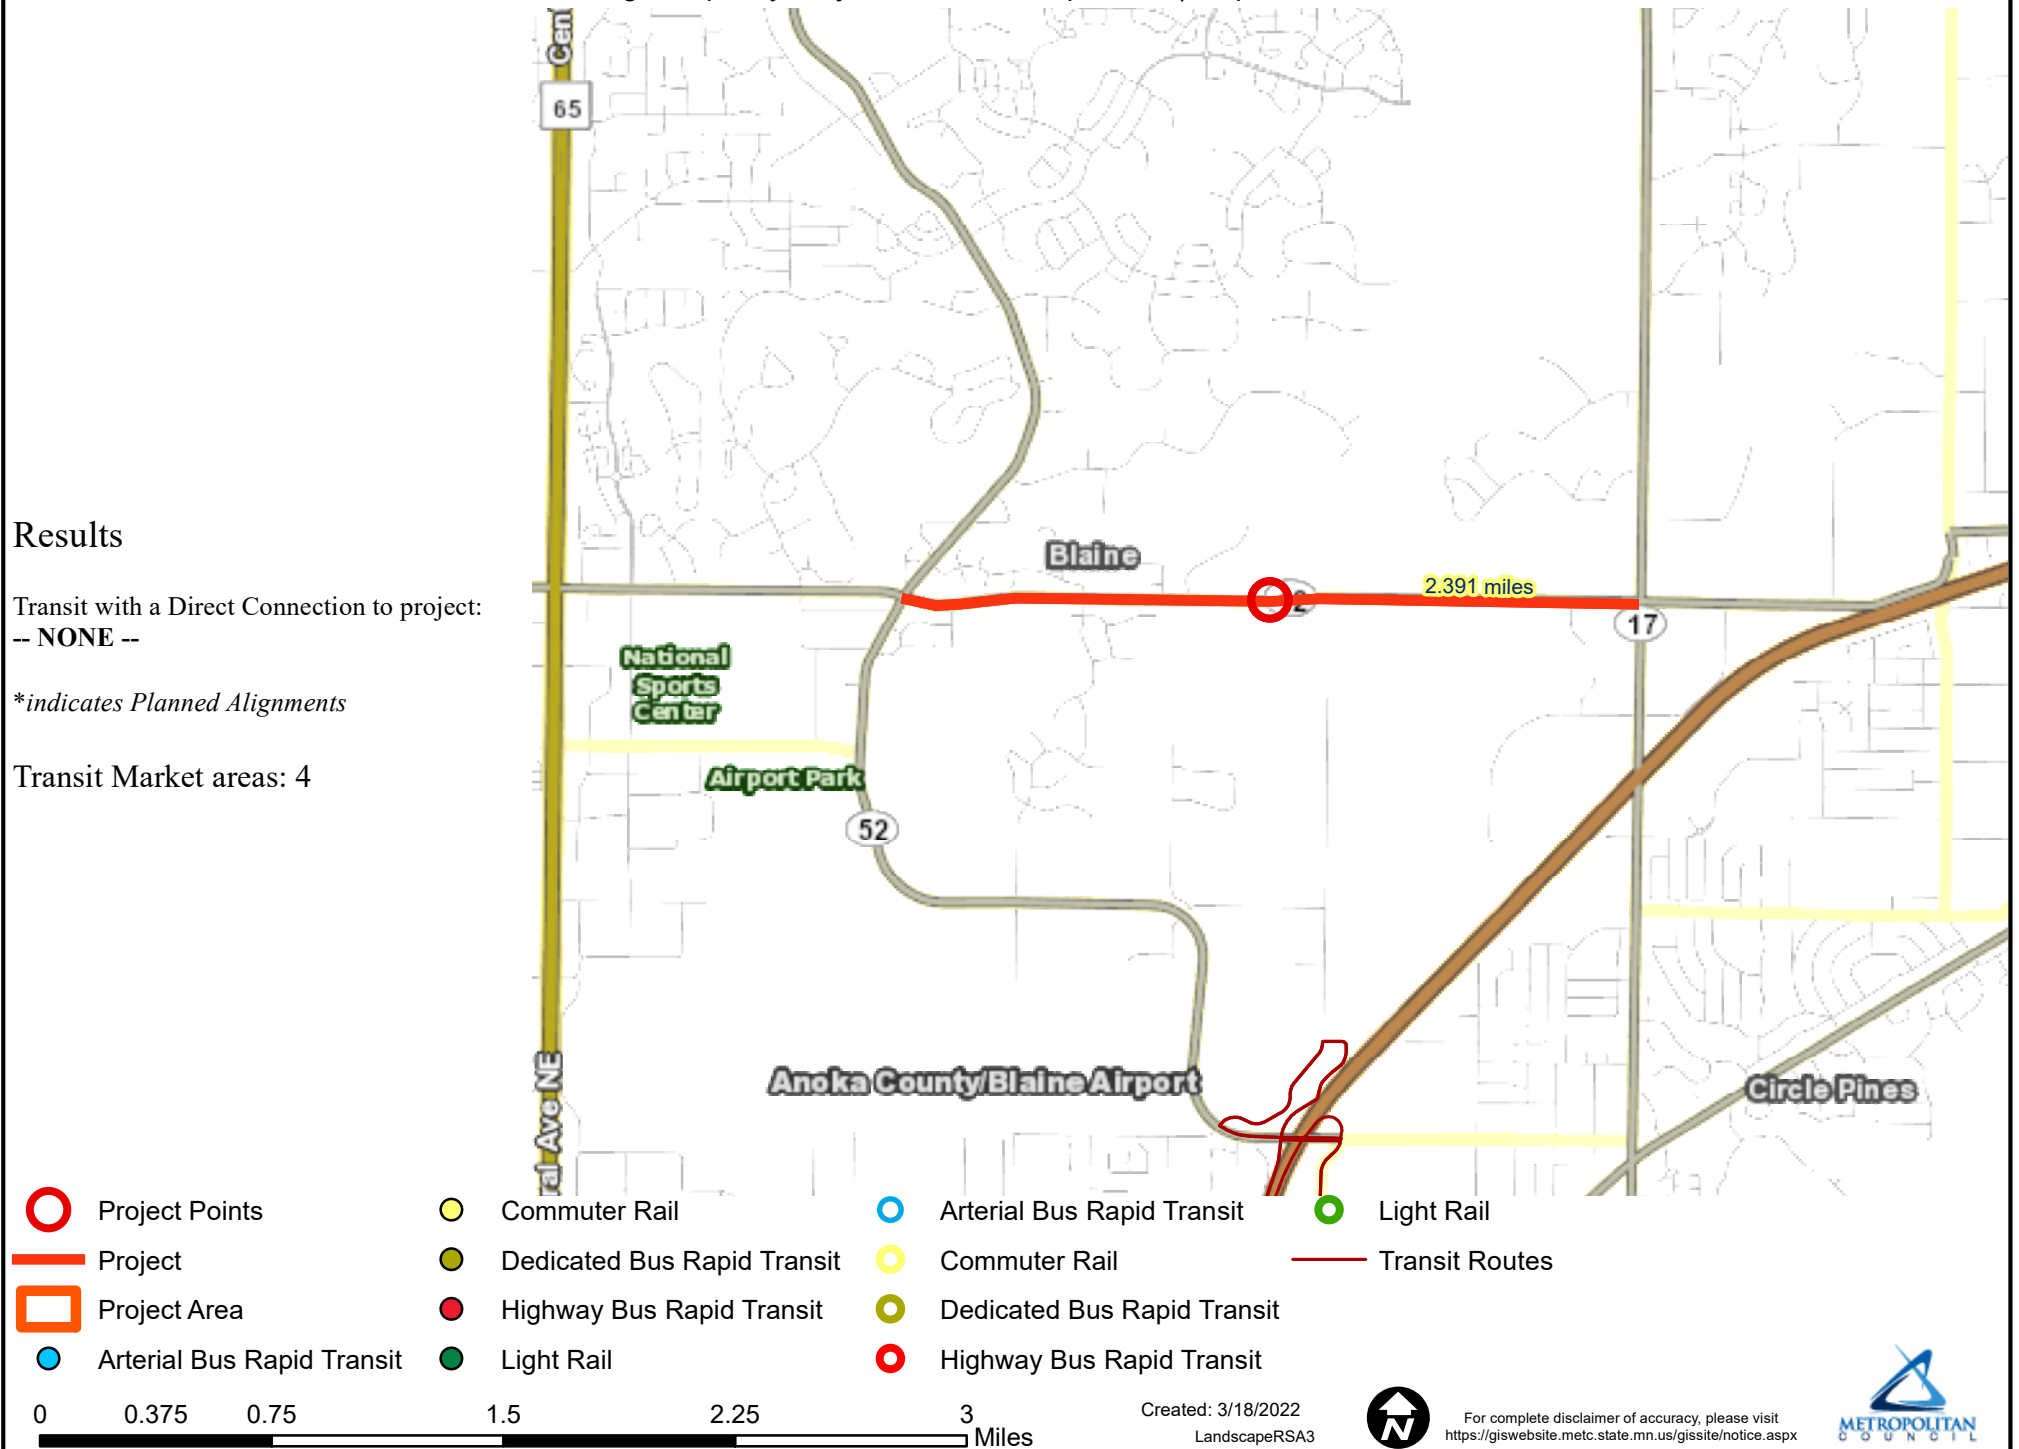 Cen
65
Blaine
2.391 miles
17
National
Sports
Center
Airport Park
52
Anoka County/Blaine Airport
Circle Pines
ral Ave NE
Results
Transit with a Direct Connection to project:
-- NONE --
*indicates Planned Alignments
Transit Market areas: 4
Project Points
Project
Project Area
Arterial Bus Rapid Transit
Commuter Rail
Dedicated Bus Rapid Transit
Highway Bus Rapid Transit
Light Rail
Arterial Bus Rapid Transit
Commuter Rail
Dedicated Bus Rapid Transit
Highway Bus Rapid Transit
Light Rail
Transit Routes
0 0.375 0.75 1.5 2.25 3
Miles
Created: 3/18/2022
LandscapeRSA3
N
For complete disclaimer of accuracy, please visit
https://giswebsite.metc.state.mn.us/gissite/notice.aspx
METROPOLITAN
COUNCIL